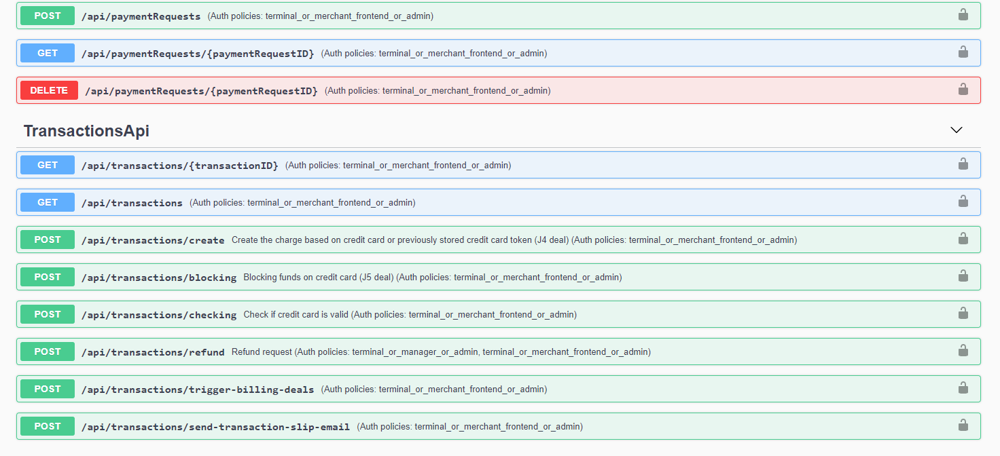 POST /api/paymentRequests (Auth policies: terminal_or_merchant_frontend_or_admin)
GET /api/paymentRequests/{paymentRequestID} (Auth policies: terminal_or_merchant_frontend_or_admin)
DELETE /api/paymentRequests/{paymentRequestID} (Auth policies: terminal_or_merchant_frontend_or_admin)
TransactionsApi
GET /api/transactions/{transactionID} (Auth policies: terminal_or_merchant_frontend_or_admin)
GET /api/transactions (Auth policies: terminal_or_merchant_frontend_or_admin)
POST /api/transactions/create Create the charge based on credit card or previously stored credit card token (J4 deal) (Auth policies: terminal_or_merchant_frontend_or_admin)
POST /api/transactions/blocking Blocking funds on credit card (J5 deal) (Auth policies: terminal_or_merchant_frontend_or_admin)
POST /api/transactions/checking Check if credit card is valid (Auth policies: terminal_or_merchant_frontend_or_admin)
POST /api/transactions/refund Refund request (Auth policies: terminal_or_manager_or_admin, terminal_or_merchant_frontend_or_admin)
POST /api/transactions/trigger-billing-deals (Auth policies: terminal_or_merchant_frontend_or_admin)
POST /api/transactions/send-transaction-slip-email (Auth policies: terminal_or_merchant_frontend_or_admin)